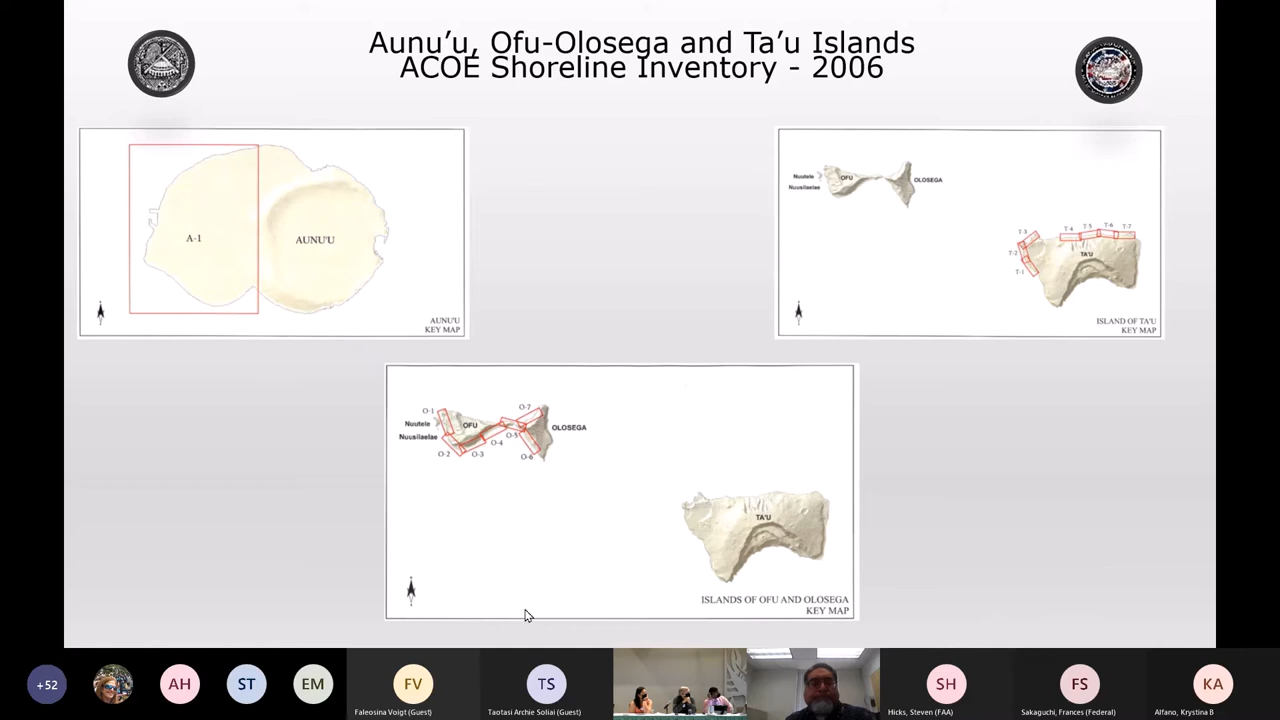 Aunu’u, Ofu-Olosega and Ta’u Islands
ACOE Shoreline Inventory - 2006
A-1
AUNU'U
AUNU'U
KEY MAP
Nuutele
Nuusilaelae
OFU
OLOSEGA
T-3
T-2
T-1
T-4
T-5
T-6
T-7
TA'U
ISLAND OF TA'U
KEY MAP
O-1
Nuutele
Nuusilaelae
OFU
O-2
O-3
O-4
O-5
O-6
O-7
OLOSEGA
TA'U
ISLANDS OF OFU AND OLOSEGA
KEY MAP
+52
AH
ST
EM
FV
Faleosina Voigt (Guest)
TS
Taotasi Archie Soliai (Guest)
SH
Hicks, Steven (FAA)
FS
Sakaguchi, Frances (Federal)
KA
Alfano, Krystina B